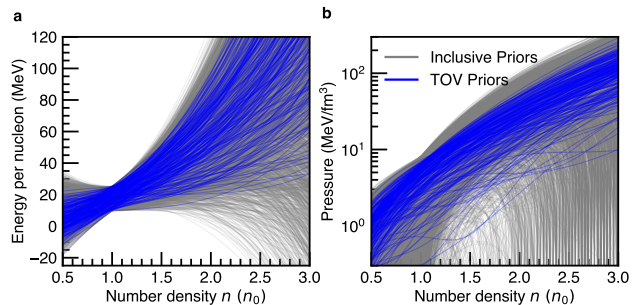 a
Energy per nucleon (MeV)
120
100
80
60
40
20
0
−20
0.5 1.0 1.5 2.0 2.5 3.0
Number density n (n₀)
b
Pressure (MeV/fm³)
Inclusive Priors
TOV Priors
10²
10¹
10⁰
0.5 1.0 1.5 2.0 2.5 3.0
Number density n (n₀)